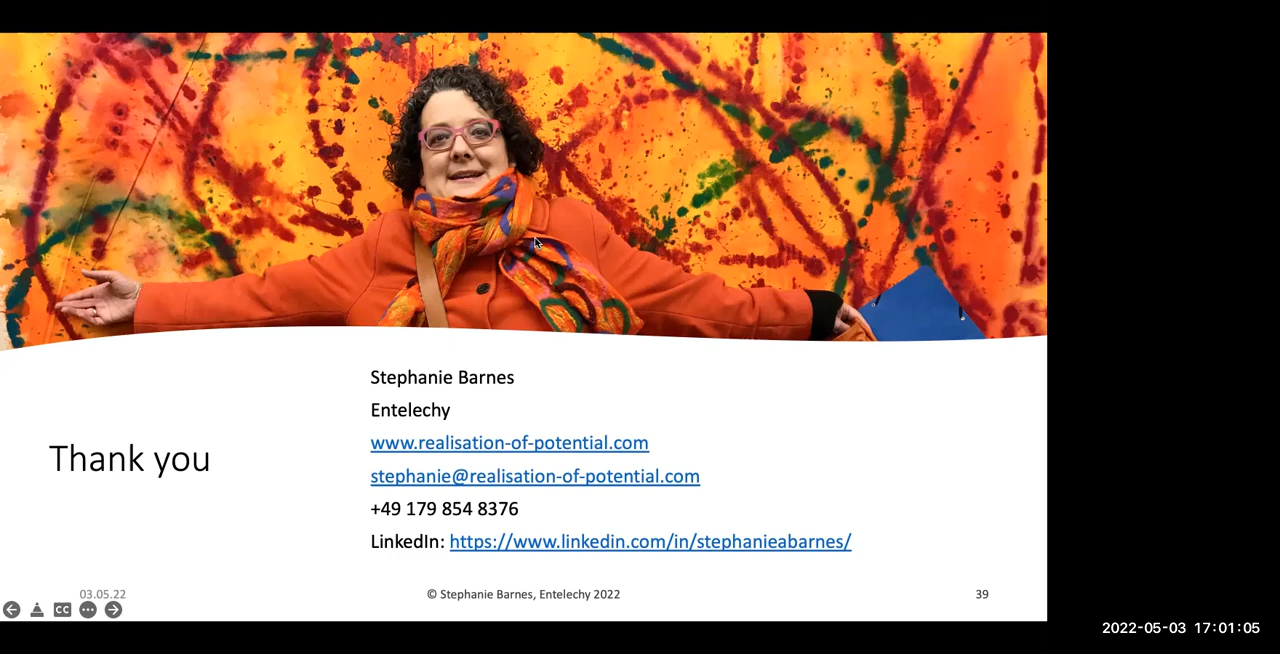 Stephanie Barnes
Entelechy
www.realisation-of-potential.com
Thank you
stephanie@realisation-of-potential.com
+49 179 854 8376
LinkedIn: https://www.linkedin.com/in/stephanieabarnes/
03.05.22
© Stephanie Barnes, Entelechy 2022
39
CC
2022-05-03 17:01:05